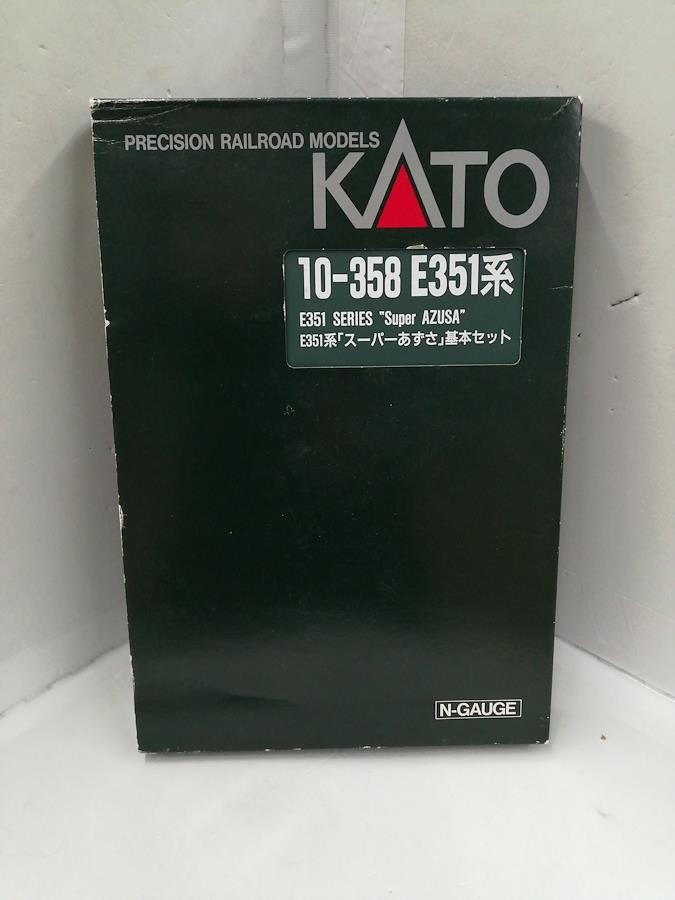 PRECISION RAILROAD MODELS
KATO
10-358 E351系
E351 SERIES "Super AZUSA"
E351系「スーパーあずさ」基本セット
N-GAUGE